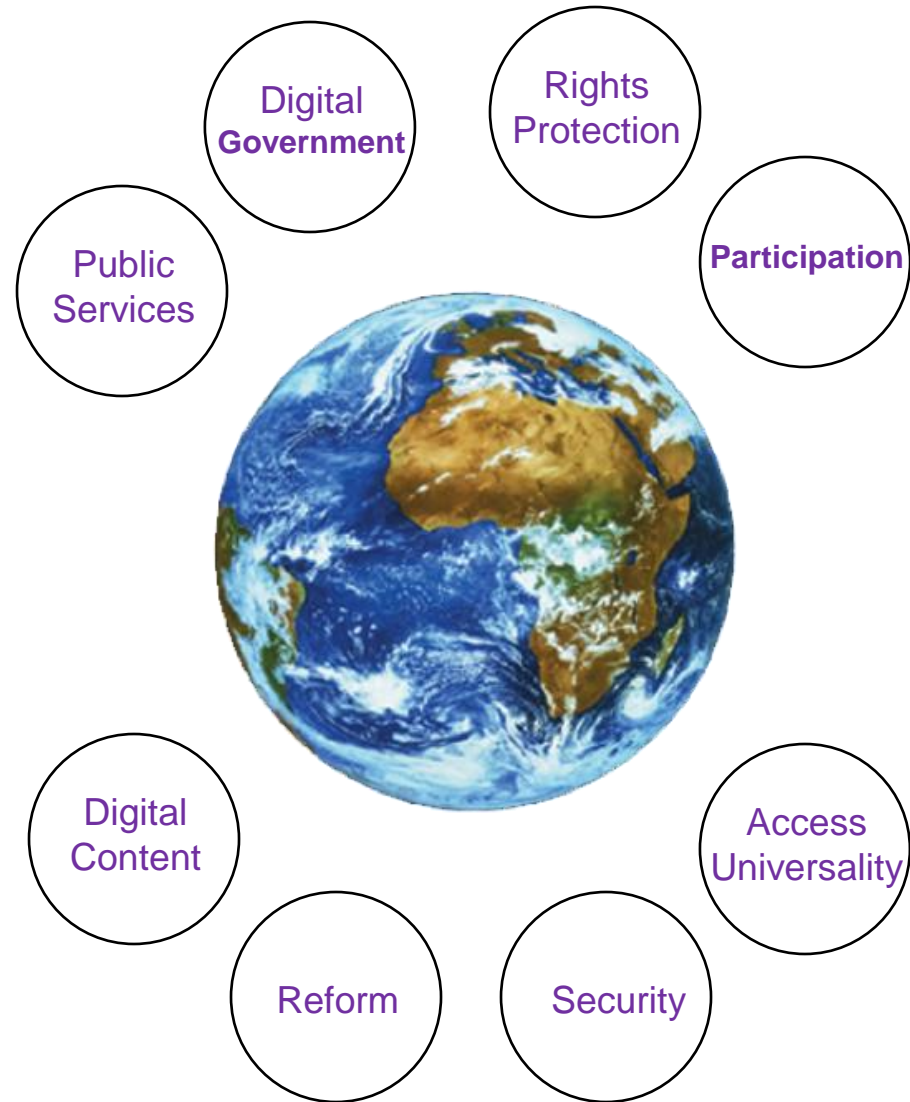 Digital
Government
Rights
Protection
Public
Services
Participation
Digital
Content
Access
Universality
Reform
Security